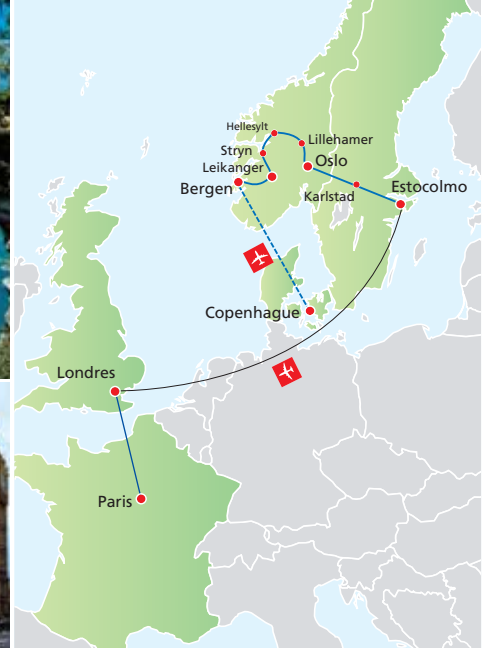 Hellesylt
Lillehamer
Stryn
Oslo
Leikanger
Bergen
Karlstad
Estocolmo
Copenhague
Londres
Paris